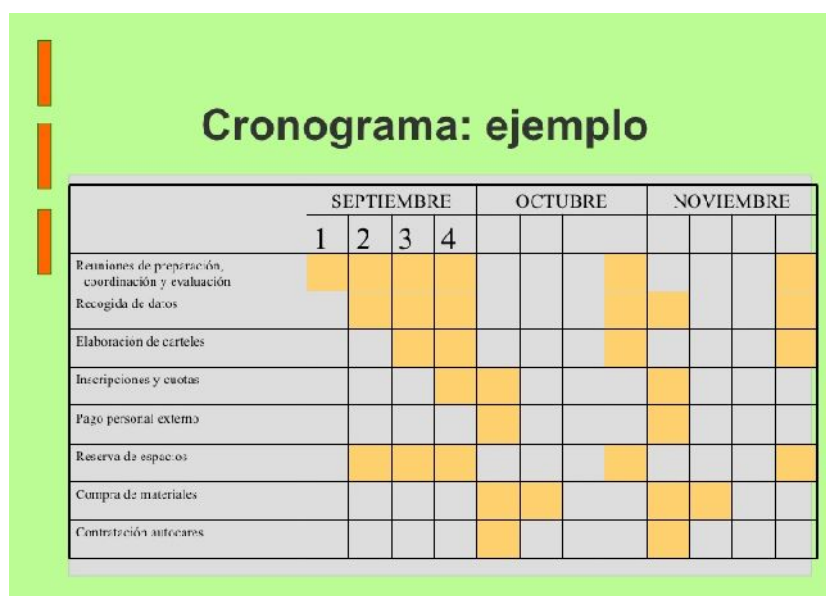 Cronograma: ejemplo
SEPTIEMBRE OCTUBRE NOVIEMBRE
1 2 3 4
Reuniones de preparación,
coordinación y evaluación
Recogida de datos
Elaboración de carteles
Inscripciones y cuotas
Pago personal externo
Reserva de espacios
Compra de materiales
Contratación autocares